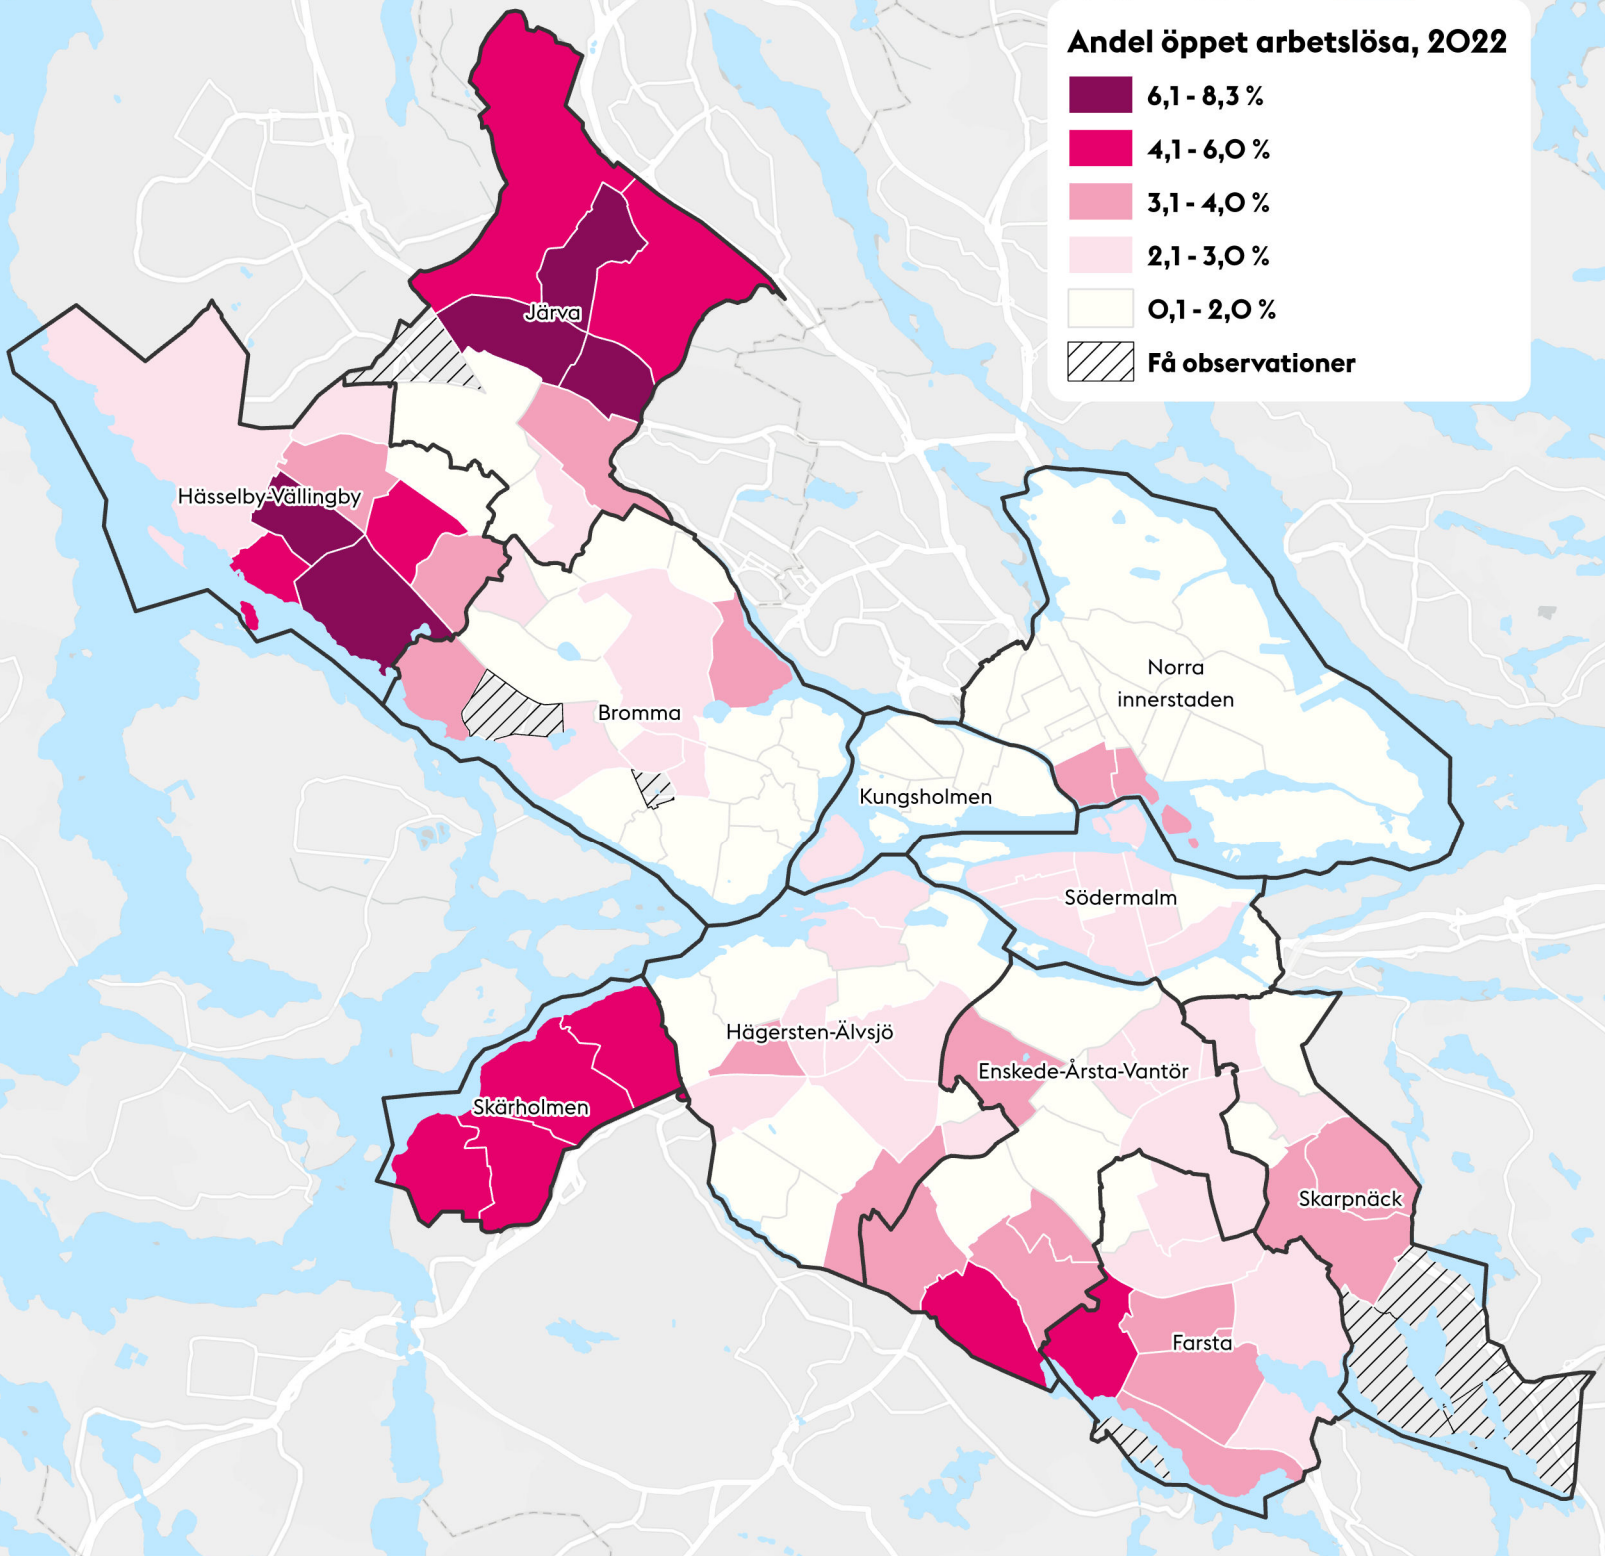 Andel öppet arbetslösa, 2022
6,1 - 8,3 %
4,1 - 6,0 %
3,1 - 4,0 %
2,1 - 3,0 %
0,1 - 2,0 %
Få observationer
Järva
Hässelby-Vällingby
Norra
innerstaden
Bromma
Kungsholmen
Södermalm
Hägersten-Älvsjö
Enskede-Årsta-Vantör
Skärholmen
Skarpnäck
Farsta